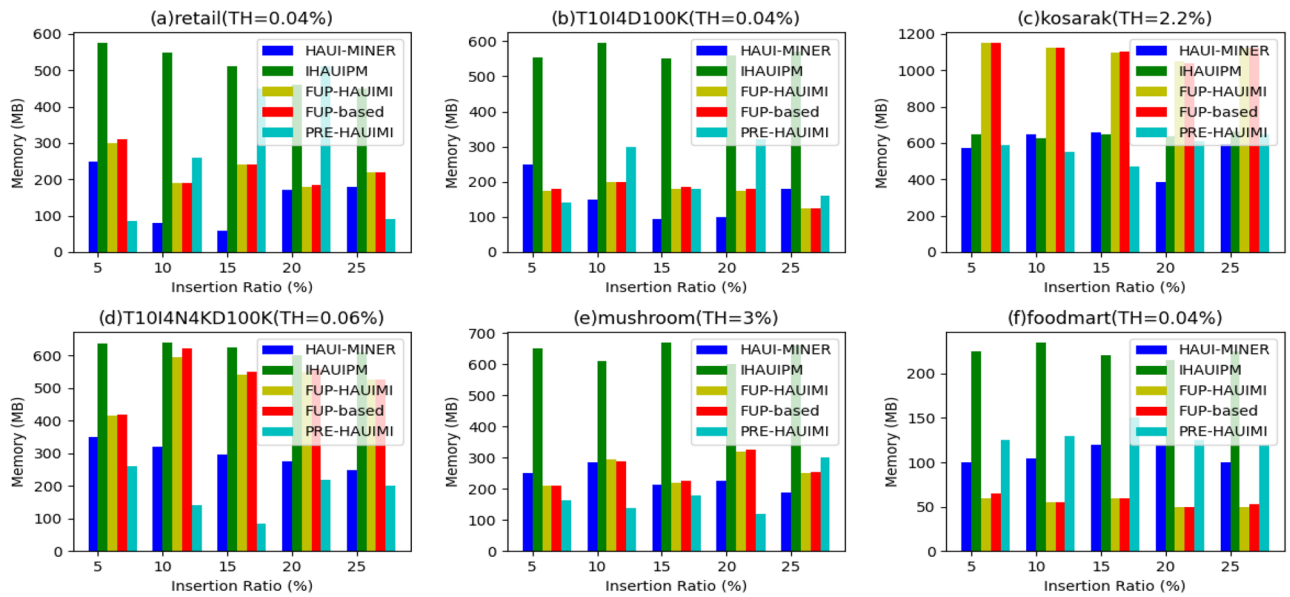 (a)retail(TH=0.04%)
600
500
400
300
200
100
0
Memory (MB)
HAUI-MINER
IHAUIPM
FUP-HAUIMI
FUP-based
PRE-HAUIMI
5 10 15 20 25
Insertion Ratio (%)
(b)T10I4D100K(TH=0.04%)
600
500
400
300
200
100
0
Memory (MB)
HAUI-MINER
IHAUIPM
FUP-HAUIMI
FUP-based
PRE-HAUIMI
5 10 15 20 25
Insertion Ratio (%)
(c)kosarak(TH=2.2%)
1200
1000
800
600
400
200
0
Memory (MB)
HAUI-MINER
IHAUIPM
FUP-HAUIMI
FUP-based
PRE-HAUIMI
5 10 15 20 25
Insertion Ratio (%)
(d)T10I4N4KD100K(TH=0.06%)
600
500
400
300
200
100
0
Memory (MB)
HAUI-MINER
IHAUIPM
FUP-HAUIMI
FUP-based
PRE-HAUIMI
5 10 15 20 25
Insertion Ratio (%)
(e)mushroom(TH=3%)
700
600
500
400
300
200
100
0
Memory (MB)
HAUI-MINER
IHAUIPM
FUP-HAUIMI
FUP-based
PRE-HAUIMI
5 10 15 20 25
Insertion Ratio (%)
(f)foodmart(TH=0.04%)
200
150
100
50
0
Memory (MB)
HAUI-MINER
IHAUIPM
FUP-HAUIMI
FUP-based
PRE-HAUIMI
5 10 15 20 25
Insertion Ratio (%)